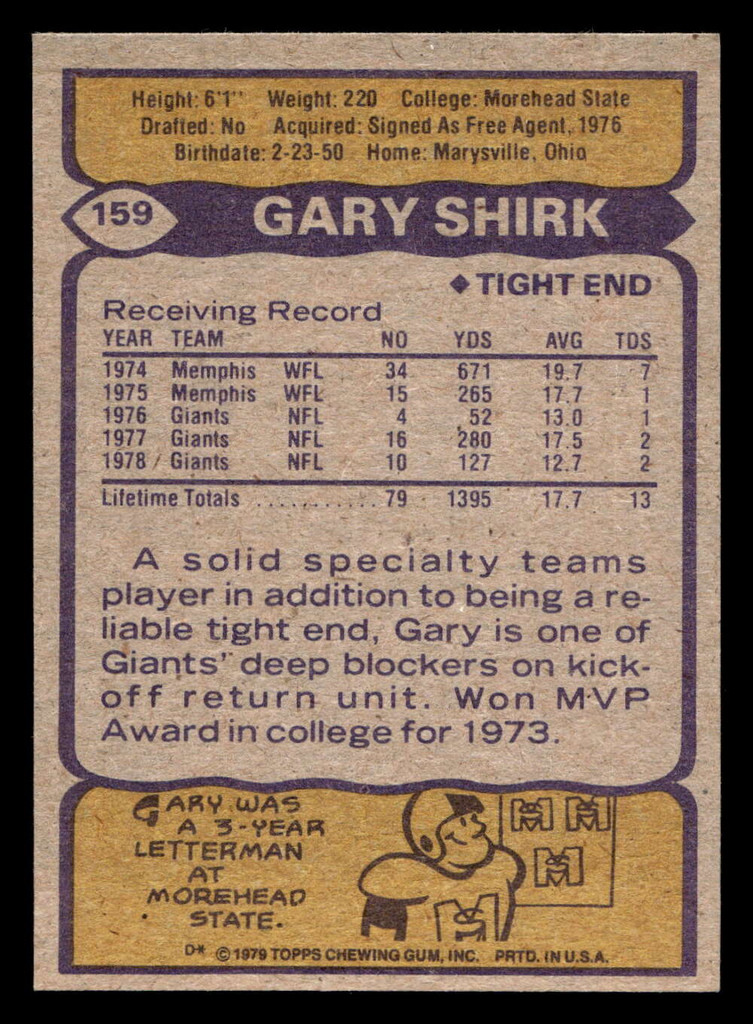 Height: 6'1" Weight: 220 College: Morehead State
Drafted: No Acquired: Signed As Free Agent, 1976
Birthdate: 2-23-50 Home: Marysville, Ohio
159 GARY SHIRK
◆ TIGHT END
Receiving Record
YEAR TEAM NO YDS AVG TDS
1974 Memphis WFL 34 671 19.7 7
1975 Memphis WFL 15 265 17.7 1
1976 Giants NFL 4 52 13.0 1
1977 Giants NFL 16 280 17.5 2
1978 Giants NFL 10 127 12.7 2
Lifetime Totals ............ 79 1395 17.7 13
A solid specialty teams
player in addition to being a re-
liable tight end, Gary is one of
Giants' deep blockers on kick-
off return unit. Won MVP
Award in college for 1973.
GARY WAS
A 3-YEAR
LETTERMAN
AT
MOREHEAD
STATE.
M M
M
M
D* ©1979 TOPPS CHEWING GUM, INC. PRTD. IN U.S.A.